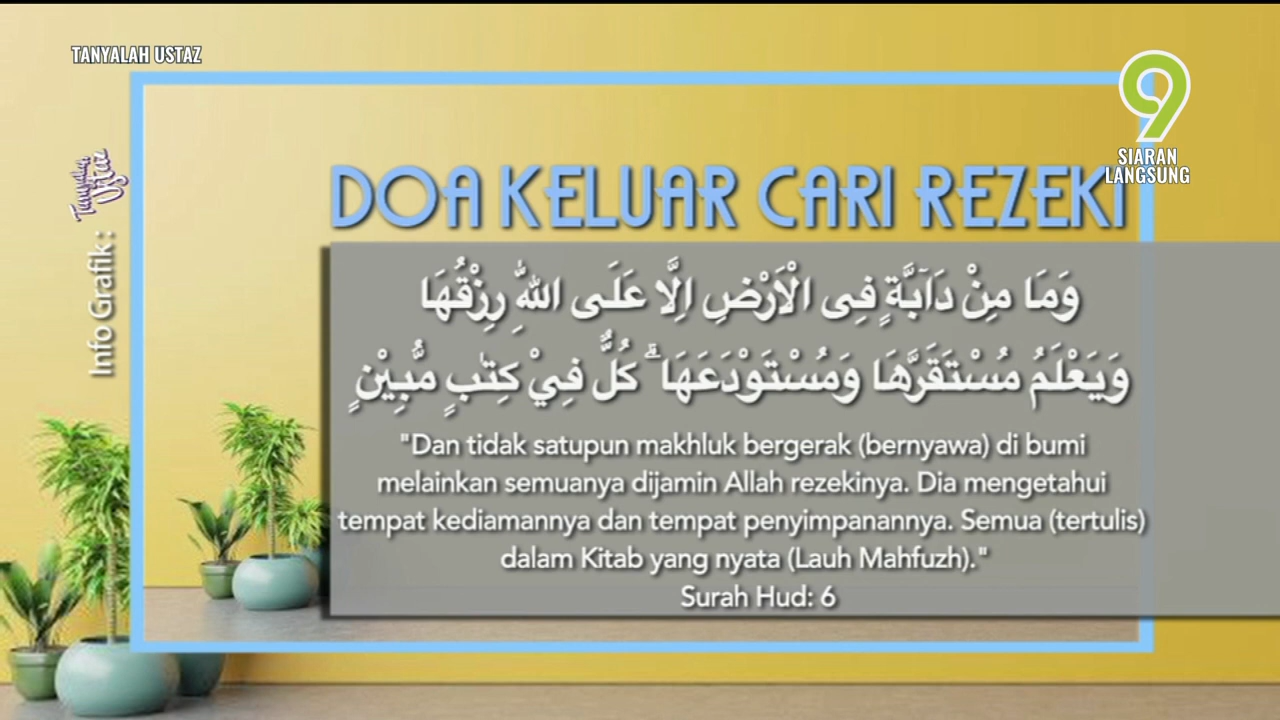 TANYALAH USTAZ
9
SIARAN
LANGSUNG
Info Grafik : Tanyalah Ustaz
DOA KELUAR CARI REZEKI
وَمَا مِنْ دَاۤبَّةٍ فِى الْاَرْضِ اِلَّا عَلَى اللّٰهِ رِزْقُهَا
وَيَعْلَمُ مُسْتَقَرَّهَا وَمُسْتَوْدَعَهَا ۗ كُلٌّ فِيْ كِتٰبٍ مُّبِيْنٍ
"Dan tidak satupun makhluk bergerak (bernyawa) di bumi
melainkan semuanya dijamin Allah rezekinya. Dia mengetahui
tempat kediamannya dan tempat penyimpanannya. Semua (tertulis)
dalam Kitab yang nyata (Lauh Mahfuzh)."
Surah Hud: 6